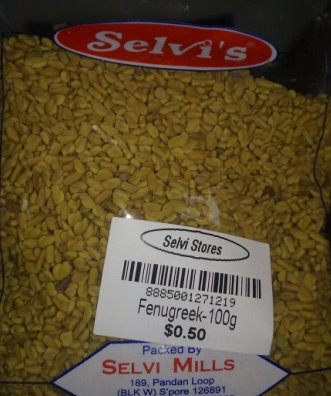 Selvi's
Selvi Stores
8885001271219
Fenugreek-100g
$0.50
Packed By
SELVI MILLS
189, Pandan Loop
(BLK W) S'pore 126891